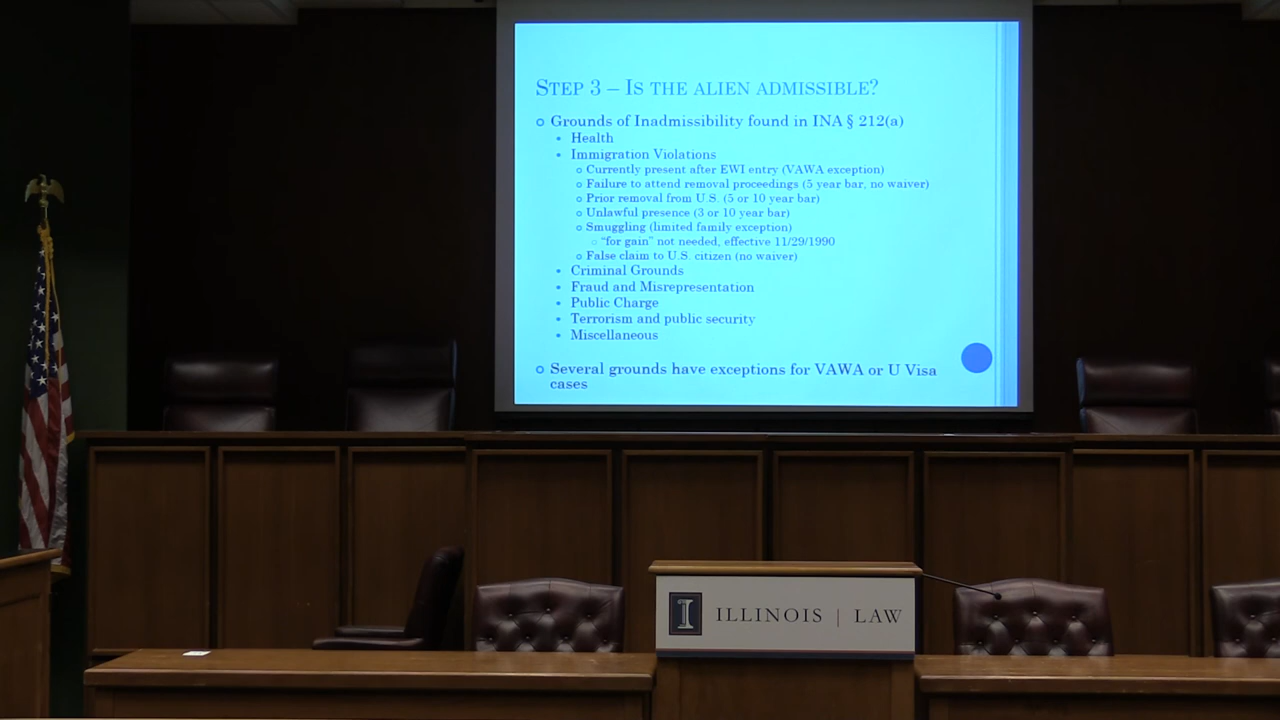 STEP 3 – IS THE ALIEN ADMISSIBLE?
Grounds of Inadmissibility found in INA § 212(a)
Health
Immigration Violations
Currently present after EWI entry (VAWA exception)
Failure to attend removal proceedings (5 year bar, no waiver)
Prior removal from U.S. (5 or 10 year bar)
Unlawful presence (3 or 10 year bar)
Smuggling (limited family exception)
“for gain” not needed, effective 11/29/1990
False claim to U.S. citizen (no waiver)
Criminal Grounds
Fraud and Misrepresentation
Public Charge
Terrorism and public security
Miscellaneous
Several grounds have exceptions for VAWA or U Visa
cases
I ILLINOIS | LAW